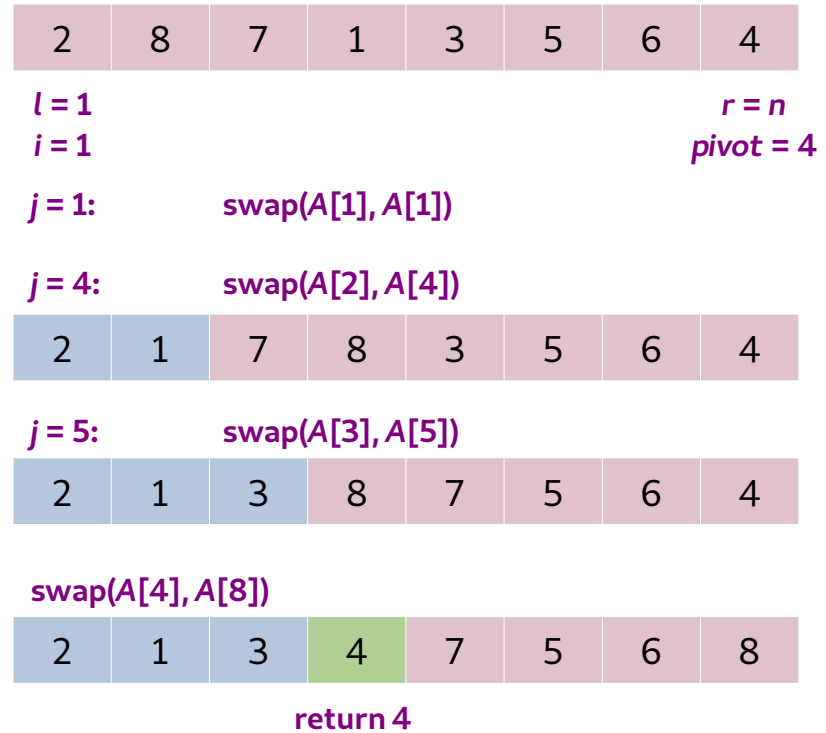 2 8 7 1 3 5 6 4
l = 1 r = n
i = 1 pivot = 4
j = 1: swap(A[1], A[1])
j = 4: swap(A[2], A[4])
2 1 7 8 3 5 6 4
j = 5: swap(A[3], A[5])
2 1 3 8 7 5 6 4
swap(A[4], A[8])
2 1 3 4 7 5 6 8
return 4